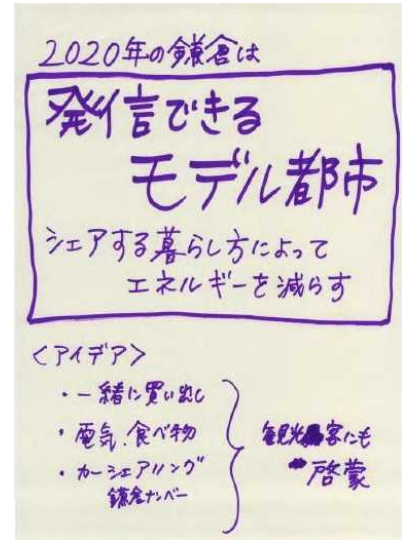 2020年の鎌倉は
発信できる
モデル都市
シェアする暮らし方によって
エネルギーを減らす
<アイデア>
・一緒に買い出し
・電気、食べ物
・カーシェアリング
鎌倉ナンバー
観光客にも
啓蒙